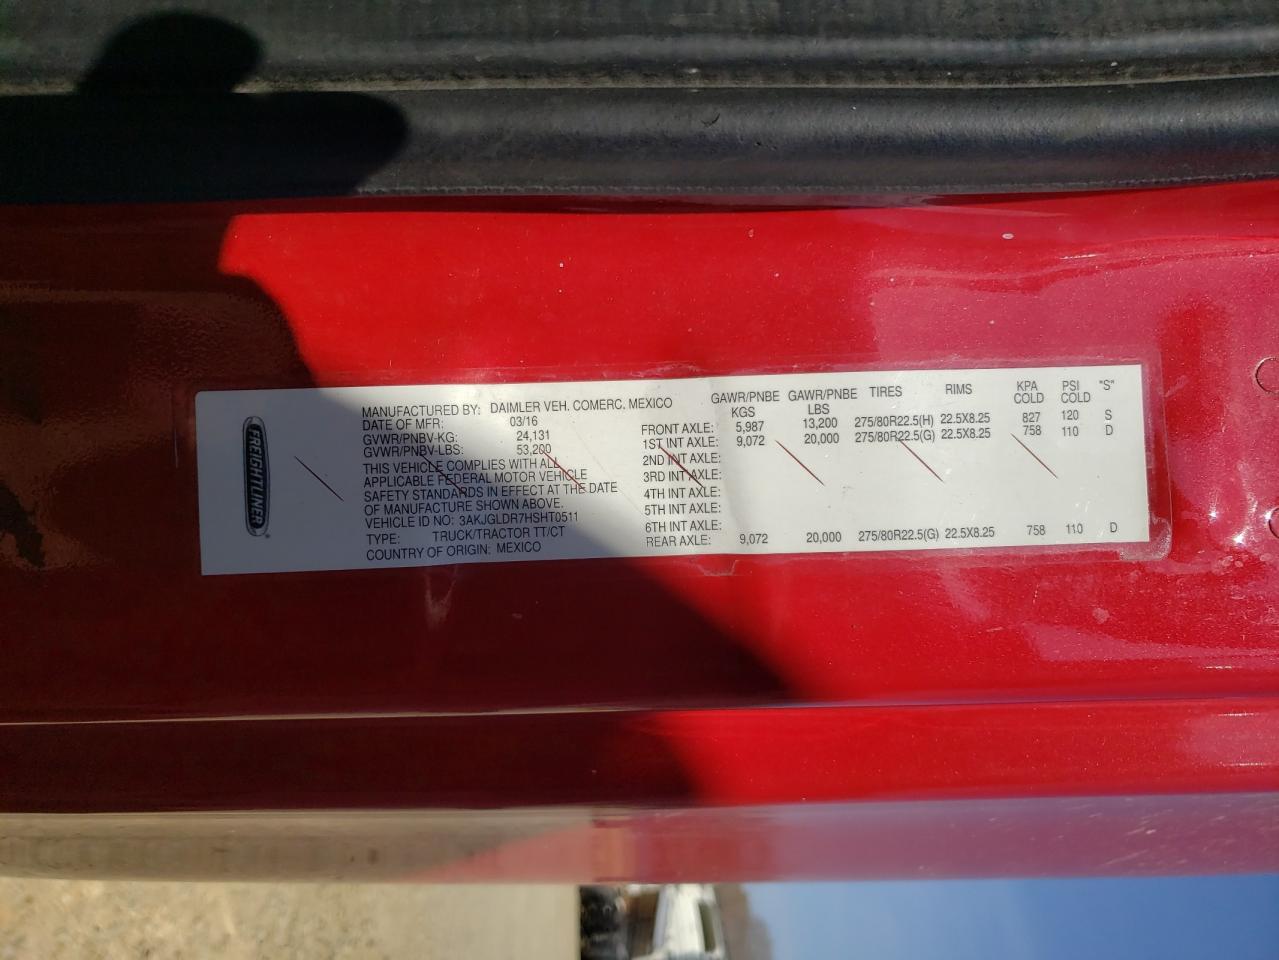 FREIGHTLINER
MANUFACTURED BY: DAIMLER VEH. COMERC. MEXICO
DATE OF MFR: 03/16
GVWR/PNBV-KG: 24,131
GVWR/PNBV-LBS: 53,200
THIS VEHICLE COMPLIES WITH ALL
APPLICABLE FEDERAL MOTOR VEHICLE
SAFETY STANDARDS IN EFFECT AT THE DATE
OF MANUFACTURE SHOWN ABOVE.
VEHICLE ID NO: 3AKJGLDR7HSHT0511
TYPE: TRUCK/TRACTOR TT/CT
COUNTRY OF ORIGIN: MEXICO
GAWR/PNBE GAWR/PNBE TIRES RIMS KPA PSI "S"
KGS LBS COLD COLD
FRONT AXLE: 5,987 13,200 275/80R22.5(H) 22.5X8.25 827 120 S
1ST INT AXLE: 9,072 20,000 275/80R22.5(G) 22.5X8.25 758 110 D
2ND INT AXLE:
3RD INT AXLE:
4TH INT AXLE:
5TH INT AXLE:
6TH INT AXLE:
REAR AXLE: 9,072 20,000 275/80R22.5(G) 22.5X8.25 758 110 D